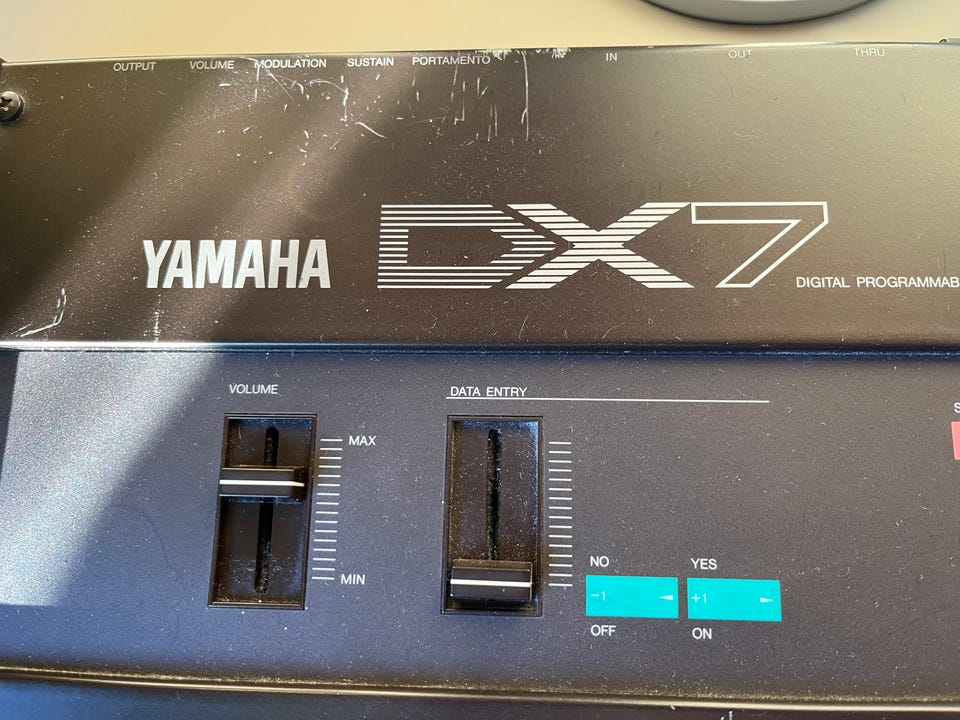 OUTPUT VOLUME MODULATION SUSTAIN PORTAMENTO IN OUT THRU
YAMAHA DX7 DIGITAL PROGRAMMAB
VOLUME
DATA ENTRY
MAX
MIN
NO YES
-1 +1
OFF ON